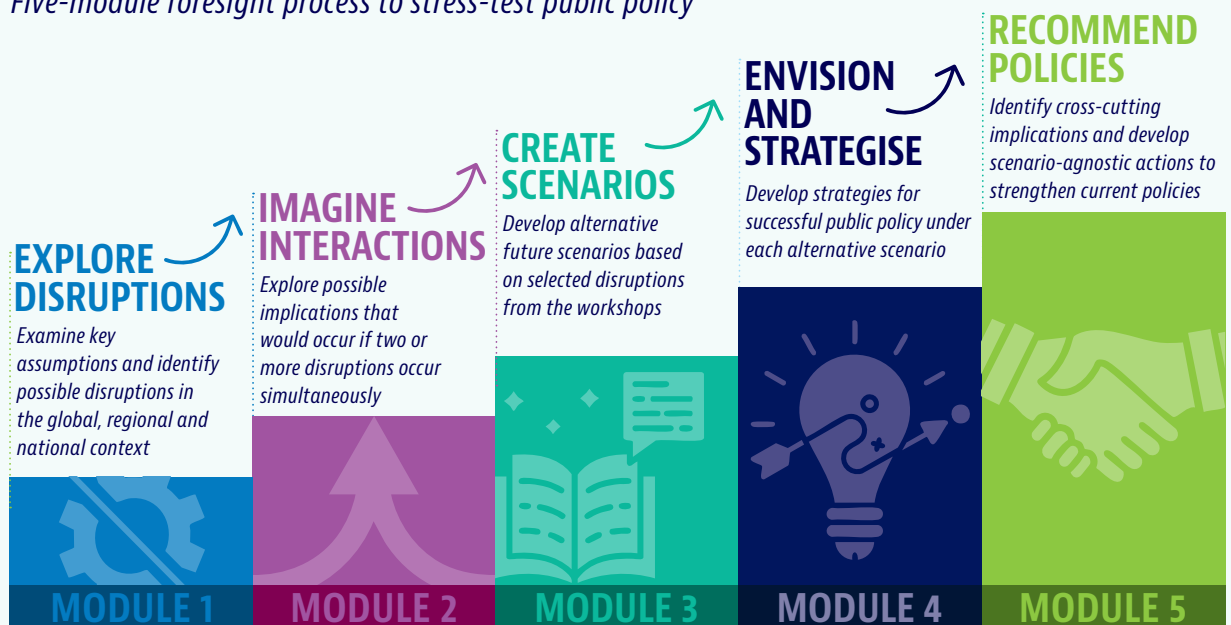 Five-module foresight process to stress-test public policy
EXPLORE
DISRUPTIONS
Examine key
assumptions and identify
possible disruptions in
the global, regional and
national context
MODULE 1
IMAGINE
INTERACTIONS
Explore possible
implications that
would occur if two or
more disruptions occur
simultaneously
MODULE 2
CREATE
SCENARIOS
Develop alternative
future scenarios based
on selected disruptions
from the workshops
MODULE 3
ENVISION
AND
STRATEGISE
Develop strategies for
successful public policy under
each alternative scenario
MODULE 4
RECOMMEND
POLICIES
Identify cross-cutting
implications and develop
scenario-agnostic actions to
strengthen current policies
MODULE 5